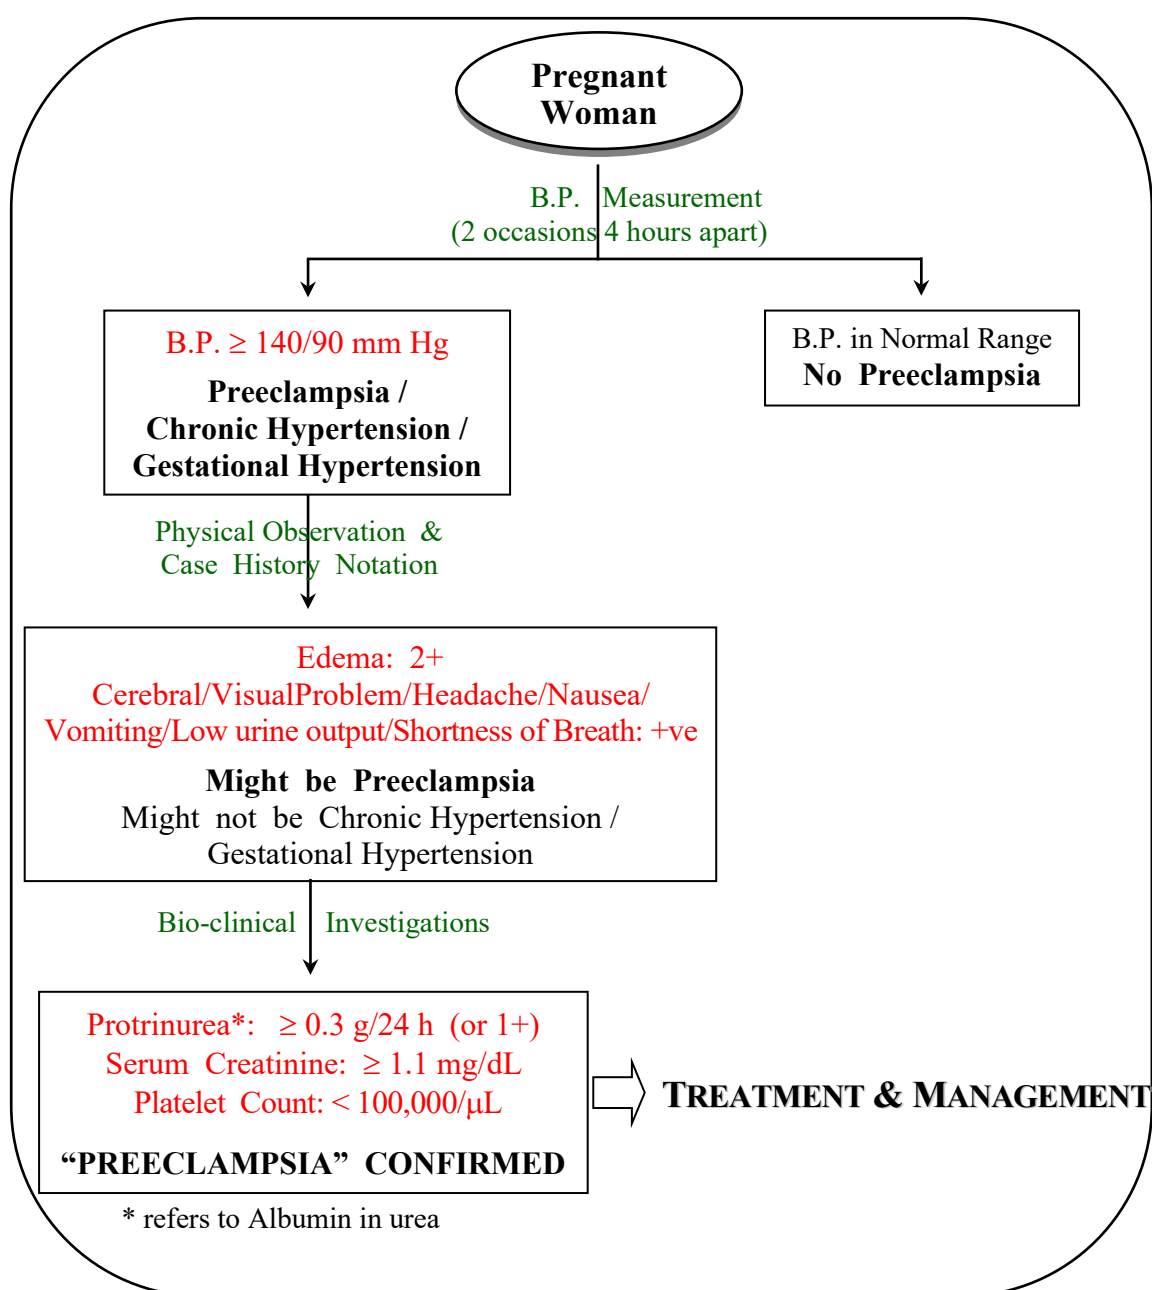 Pregnant
Woman
B.P. Measurement
(2 occasions 4 hours apart)
B.P. ≥ 140/90 mm Hg
Preeclampsia /
Chronic Hypertension /
Gestational Hypertension
B.P. in Normal Range
No Preeclampsia
Physical Observation &
Case History Notation
Edema: 2+
Cerebral/VisualProblem/Headache/Nausea/
Vomiting/Low urine output/Shortness of Breath: +ve
Might be Preeclampsia
Might not be Chronic Hypertension /
Gestational Hypertension
Bio-clinical Investigations
Protrinurea*: ≥ 0.3 g/24 h (or 1+)
Serum Creatinine: ≥ 1.1 mg/dL
Platelet Count: < 100,000/μL
“PREECLAMPSIA” CONFIRMED
TREATMENT & MANAGEMENT
* refers to Albumin in urea